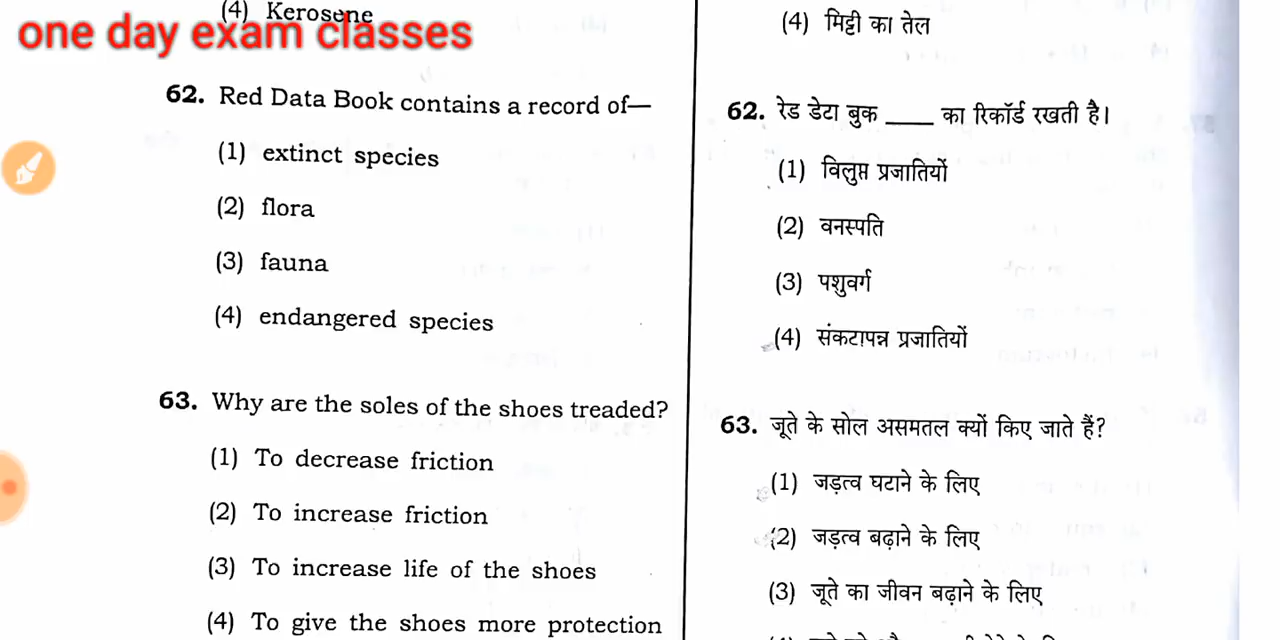 (4) Kerosene
one day exam classes
62. Red Data Book contains a record of—
(1) extinct species
(2) flora
(3) fauna
(4) endangered species
63. Why are the soles of the shoes treaded?
(1) To decrease friction
(2) To increase friction
(3) To increase life of the shoes
(4) To give the shoes more protection
(4) मिट्टी का तेल
62. रेड डेटा बुक ____ का रिकॉर्ड रखती है।
(1) विलुप्त प्रजातियों
(2) वनस्पति
(3) पशुवर्ग
(4) संकटापन्न प्रजातियों
63. जूते के सोल असमतल क्यों किए जाते हैं?
(1) जड़त्व घटाने के लिए
(2) जड़त्व बढ़ाने के लिए
(3) जूते का जीवन बढ़ाने के लिए